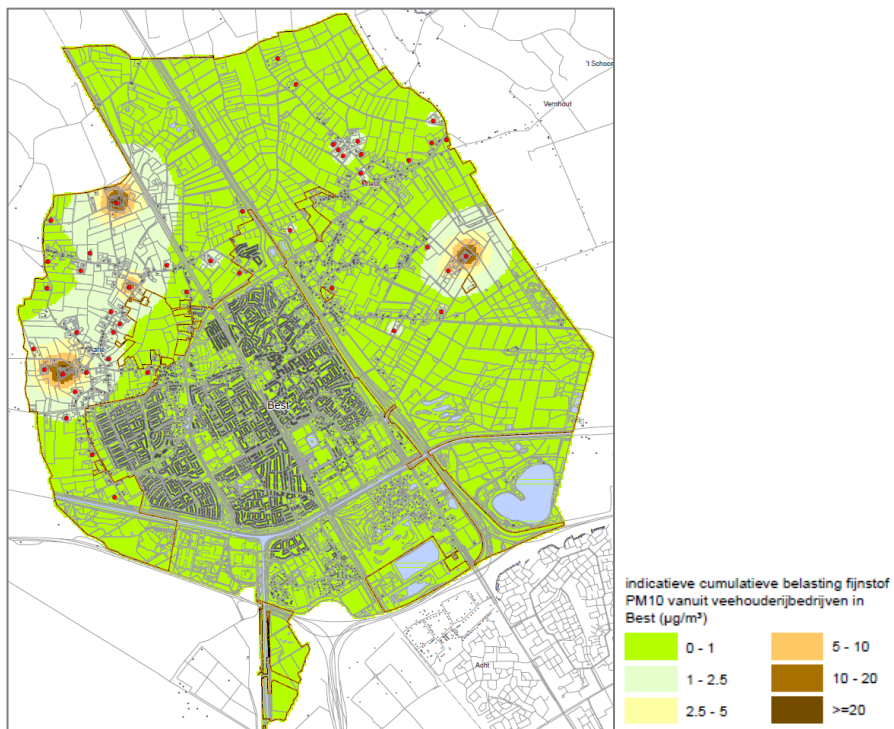 't Schoor
Vernhout
Best
Acht
indicatieve cumulatieve belasting fijnstof
PM10 vanuit veehouderijbedrijven in
Best (µg/m³)
0 - 1
5 - 10
1 - 2.5
10 - 20
2.5 - 5
>=20